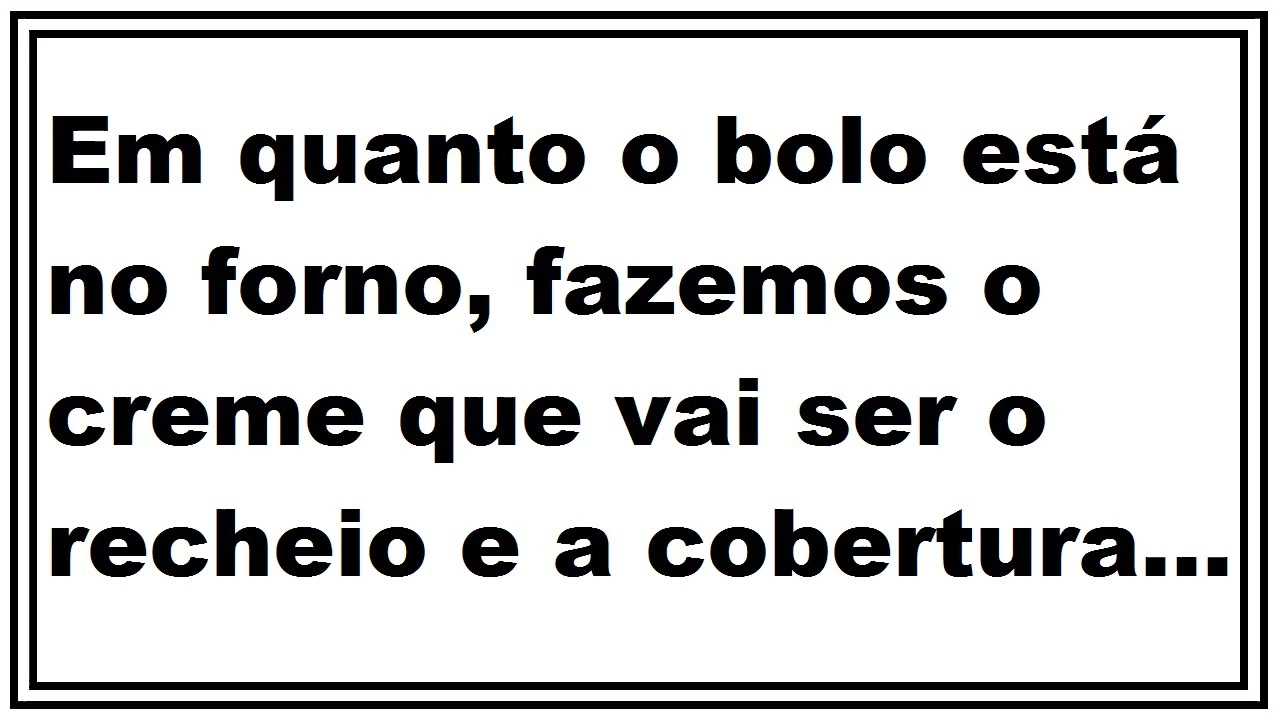 Em quanto o bolo está
no forno, fazemos o
creme que vai ser o
recheio e a cobertura...